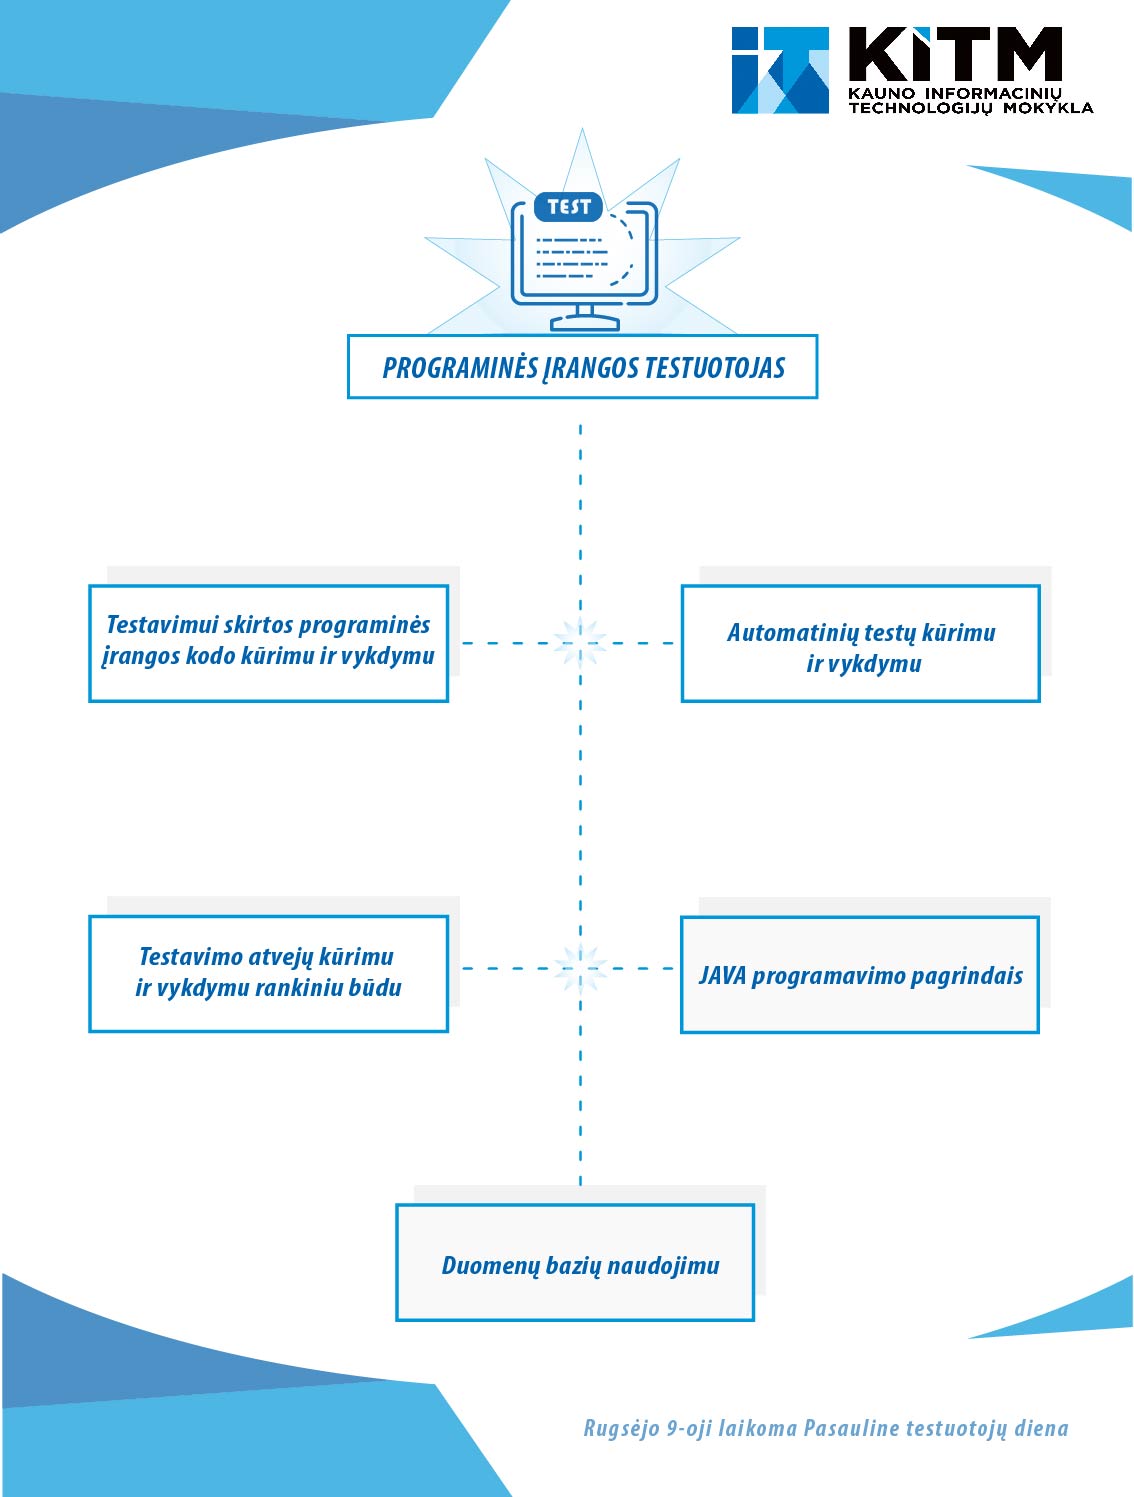 KITM
KAUNO INFORMACINIŲ
TECHNOLOGIJŲ MOKYKLA
TEST
PROGRAMINĖS ĮRANGOS TESTUOTOJAS
Testavimui skirtos programinės
įrangos kodo kūrimu ir vykdymu
Automatinių testų kūrimu
ir vykdymu
Testavimo atvejų kūrimu
ir vykdymu rankiniu būdu
JAVA programavimo pagrindais
Duomenų bazių naudojimu
Rugsėjo 9-oji laikoma Pasauline testuotojų diena